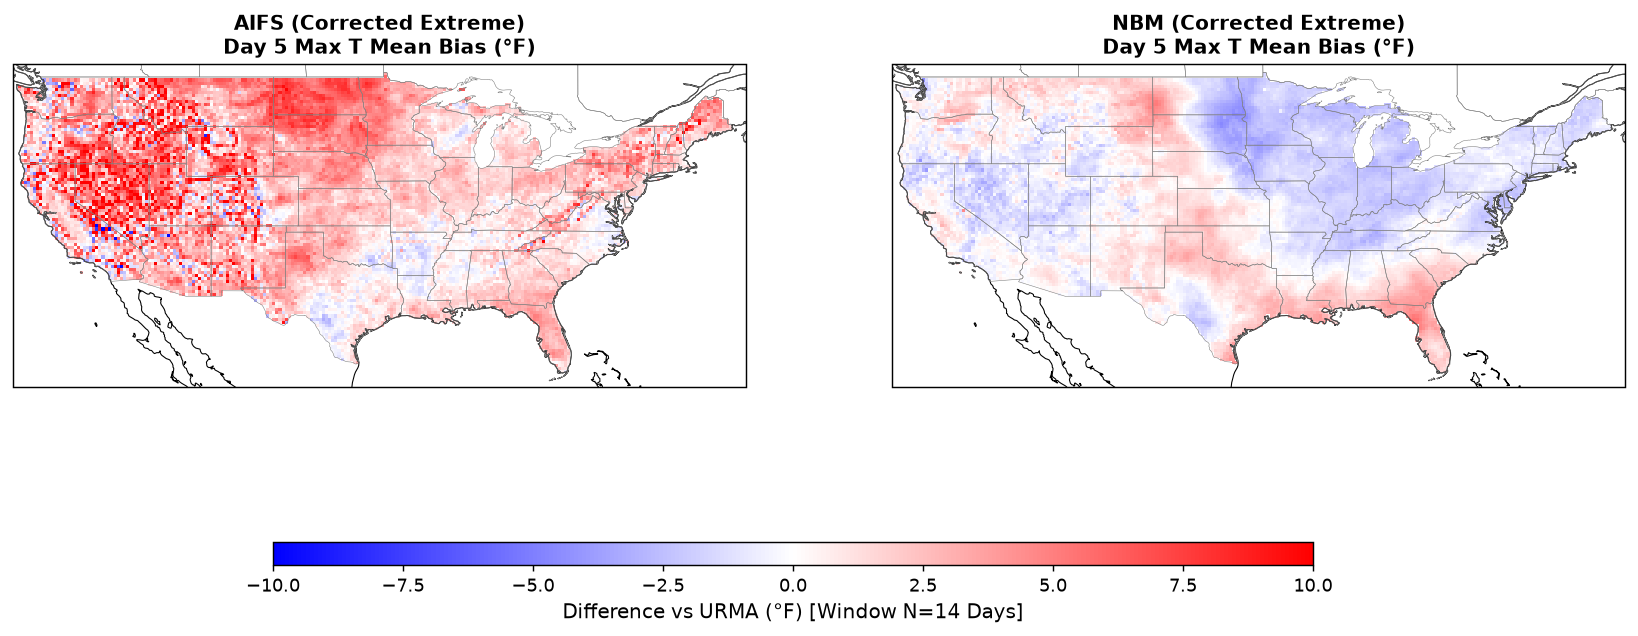 AIFS (Corrected Extreme)
Day 5 Max T Mean Bias (°F)
NBM (Corrected Extreme)
Day 5 Max T Mean Bias (°F)
−10.0 −7.5 −5.0 −2.5 0.0 2.5 5.0 7.5 10.0
Difference vs URMA (°F) [Window N=14 Days]